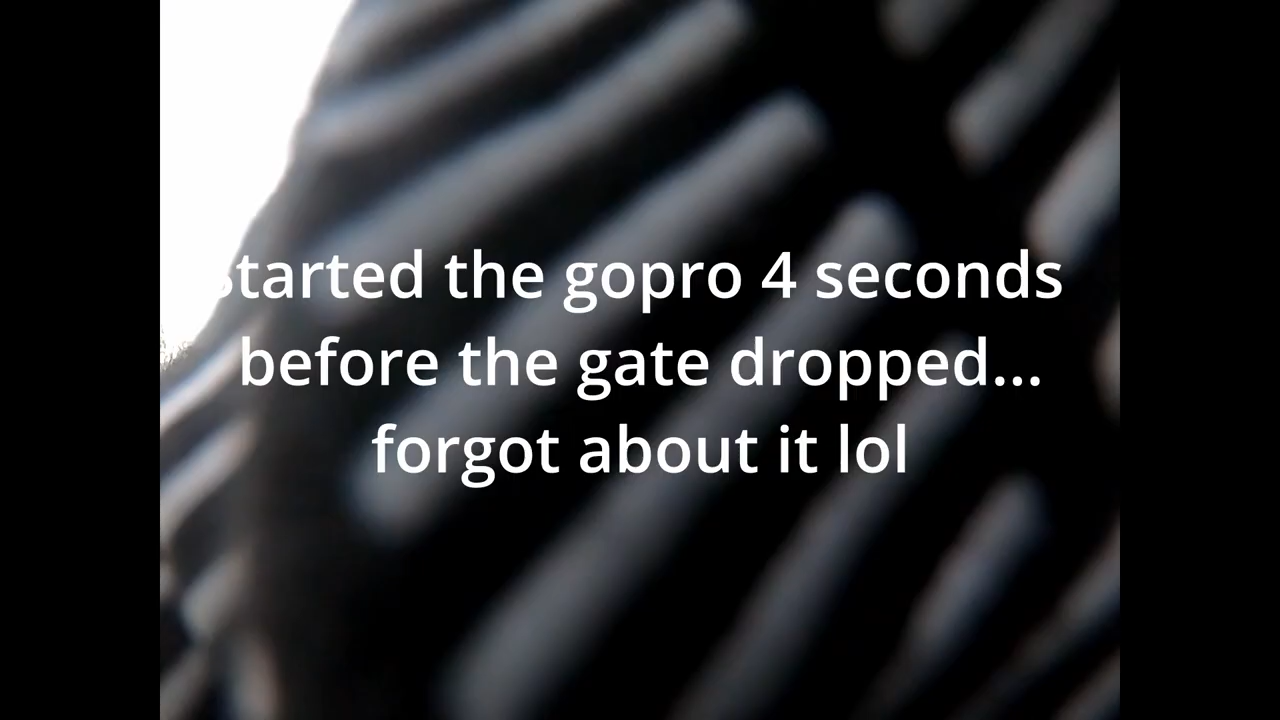 started the gopro 4 seconds
before the gate dropped...
forgot about it lol